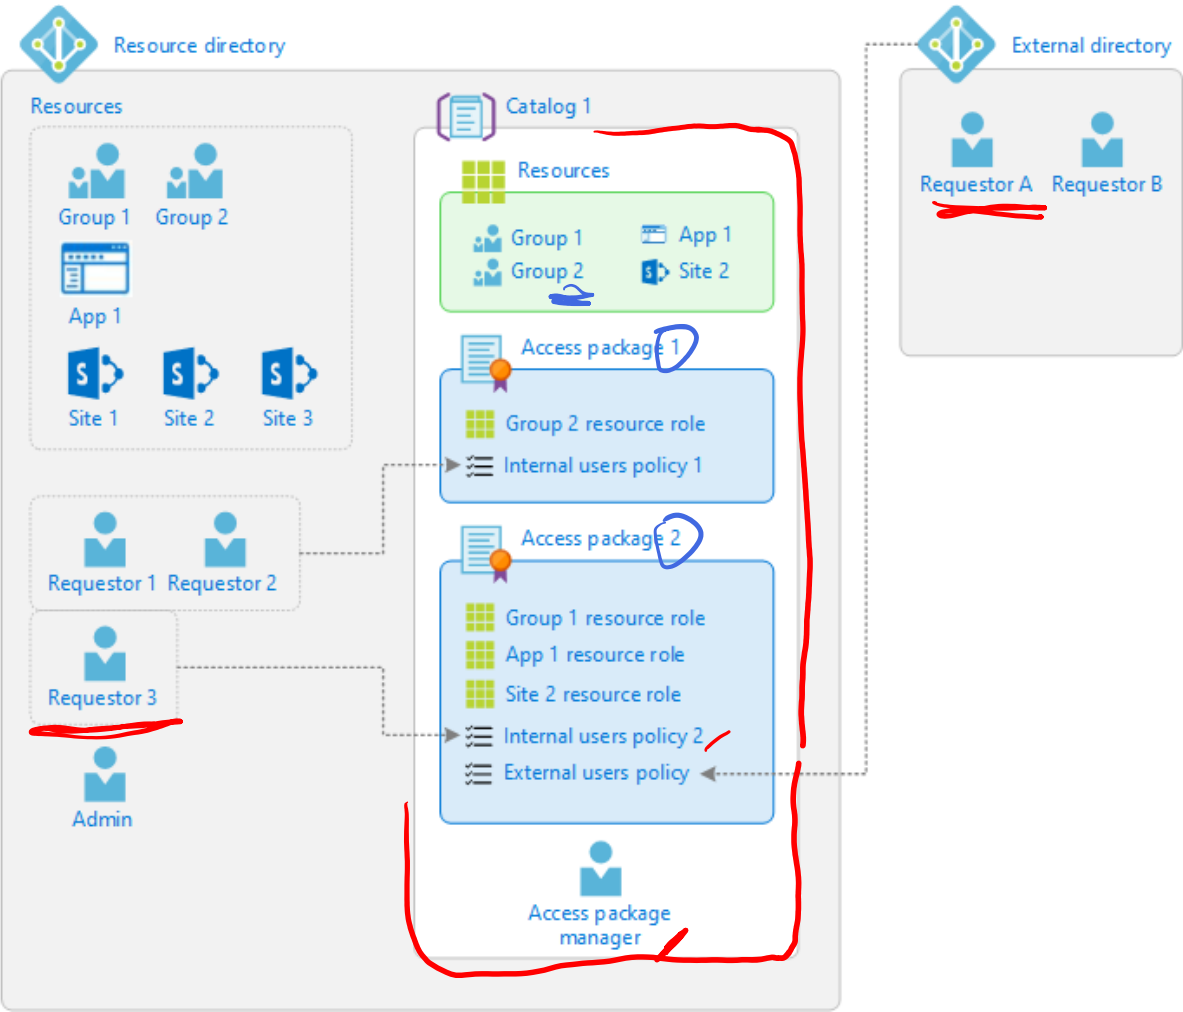 Resource directory
External directory
Resources
Group 1
Group 2
App 1
Site 1
Site 2
Site 3
Requestor 1
Requestor 2
Requestor 3
Admin
Catalog 1
Resources
Group 1
App 1
Group 2
Site 2
Access package 1
Group 2 resource role
Internal users policy 1
Access package 2
Group 1 resource role
App 1 resource role
Site 2 resource role
Internal users policy 2
External users policy
Access package
manager
Requestor A
Requestor B